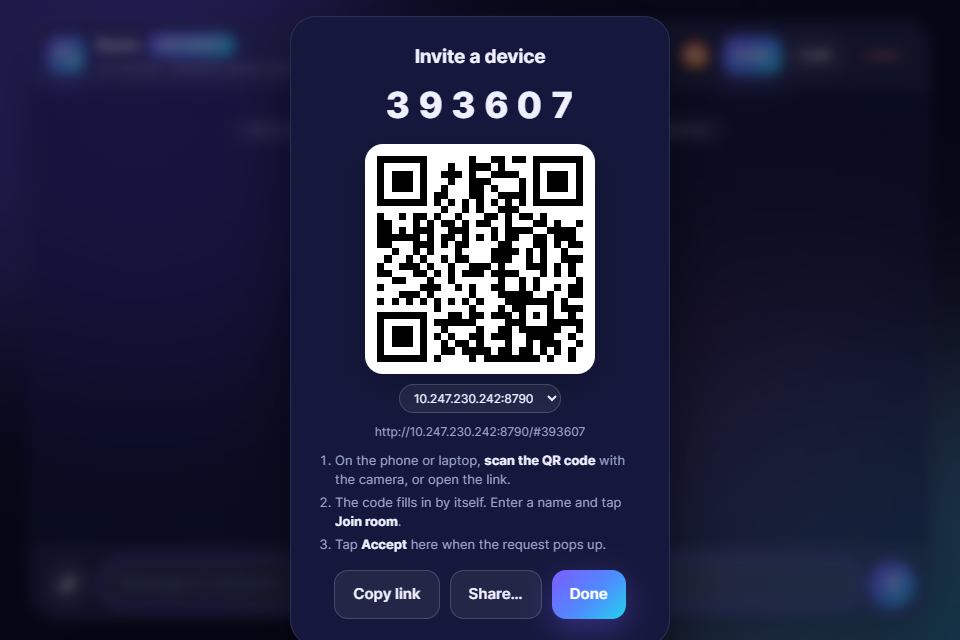 Invite a device
393607
10.247.230.242:8790
http://10.247.230.242:8790/#393607
1. On the phone or laptop, scan the QR code with
the camera, or open the link.
2. The code fills in by itself. Enter a name and tap
Join room.
3. Tap Accept here when the request pops up.
Copy link
Share...
Done